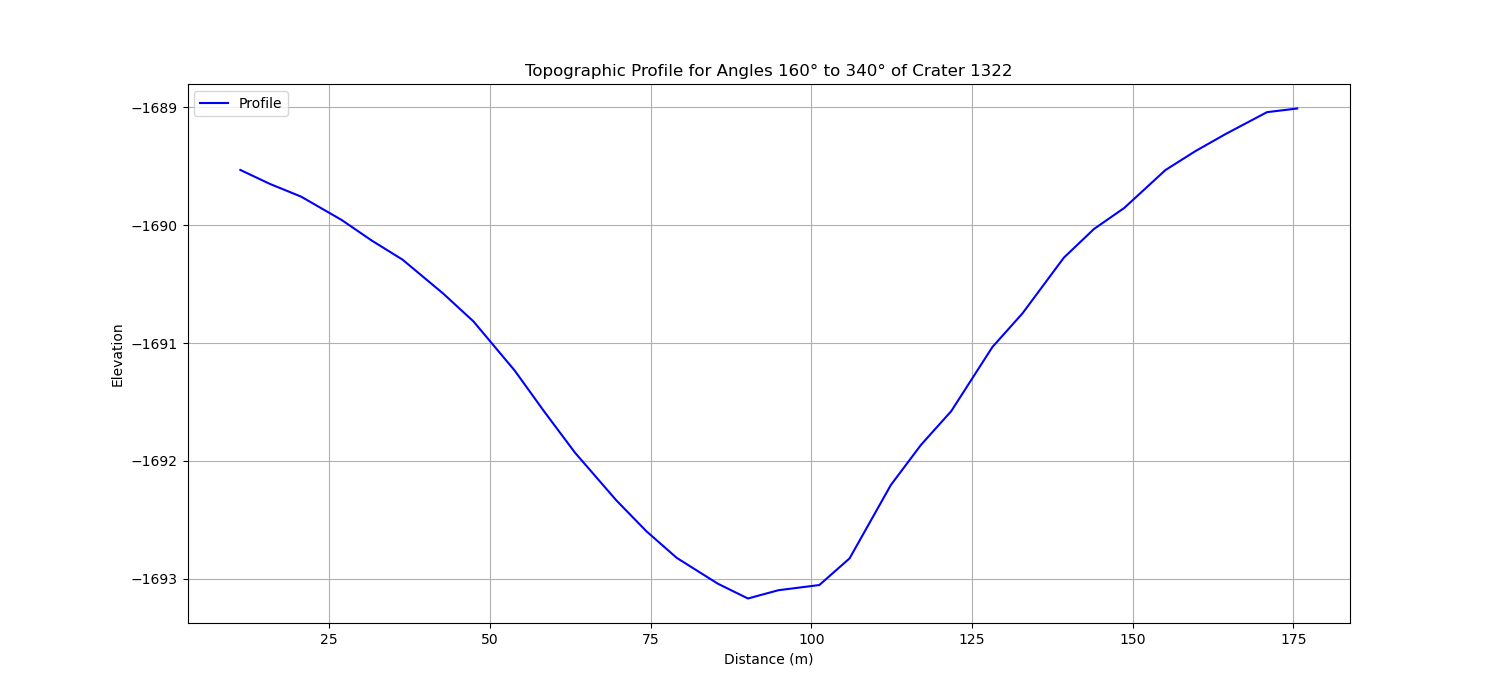 Topographic Profile for Angles 160° to 340° of Crater 1322
Profile
−1689
−1690
−1691
−1692
−1693
Elevation
25 50 75 100 125 150 175
Distance (m)